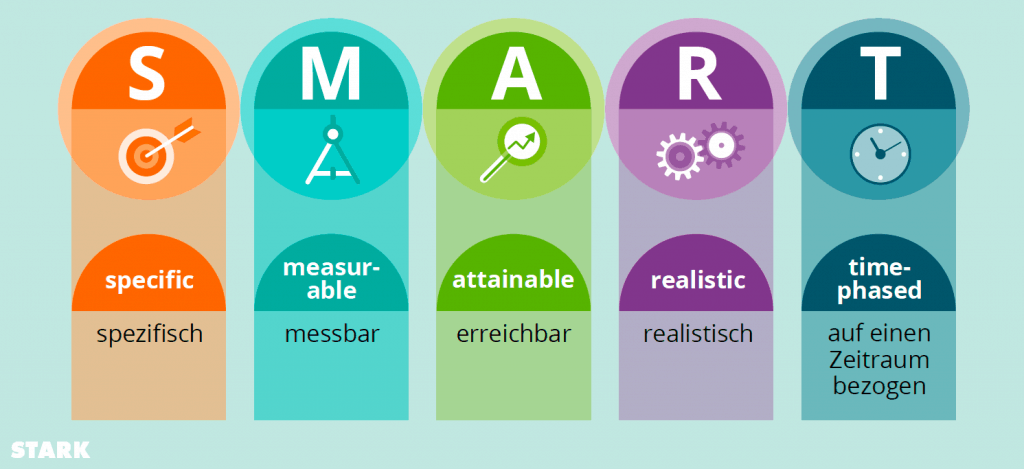 S M A R T
specific
measur-
able
attainable
realistic
time-
phased
spezifisch
messbar
erreichbar
realistisch
auf einen
Zeitraum
bezogen
STARK